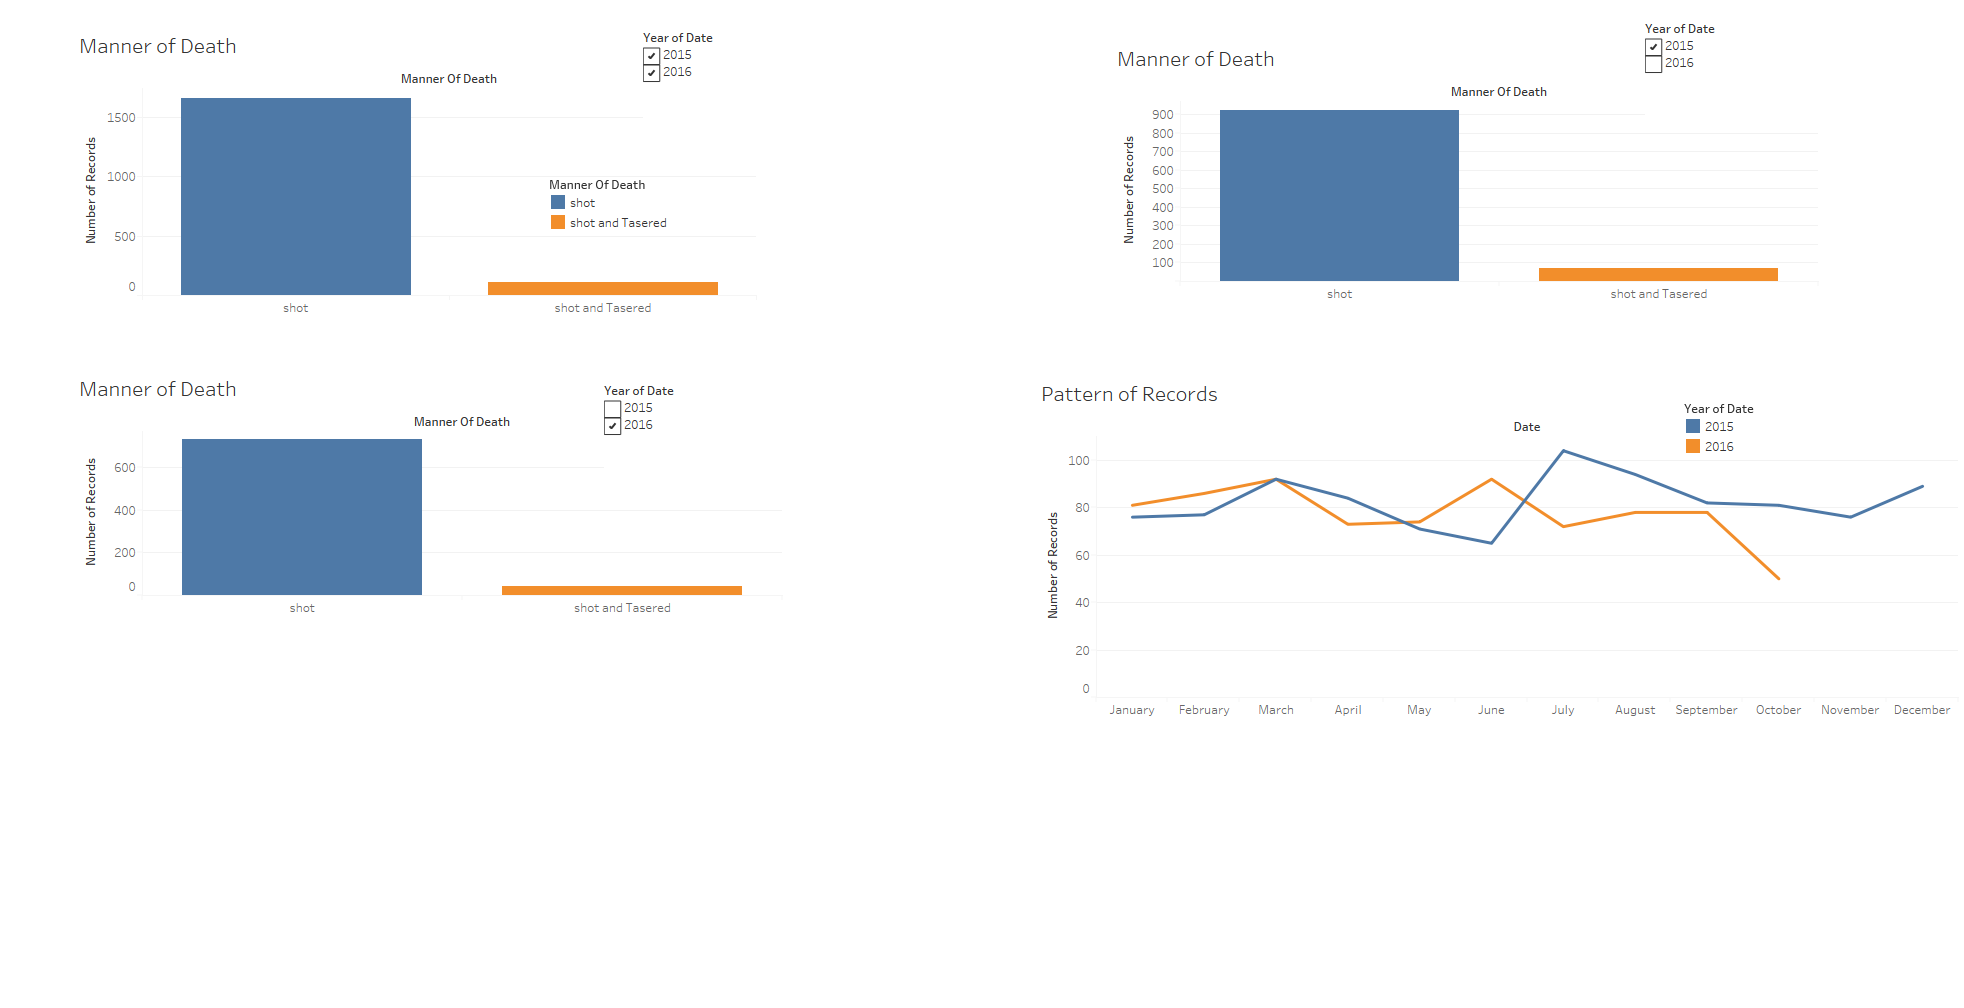 Manner of Death
Year of Date
2015
2016
Manner Of Death
Number of Records
1500
1000
500
0
Manner Of Death
shot
shot and Tasered
shot
shot and Tasered
Manner of Death
Year of Date
2015
2016
Manner Of Death
Number of Records
900
800
700
600
500
400
300
200
100
shot
shot and Tasered
Manner of Death
Year of Date
2015
2016
Manner Of Death
Number of Records
600
400
200
0
shot
shot and Tasered
Pattern of Records
Year of Date
2015
2016
Date
Number of Records
100
80
60
40
20
0
January February March April May June July August September October November December